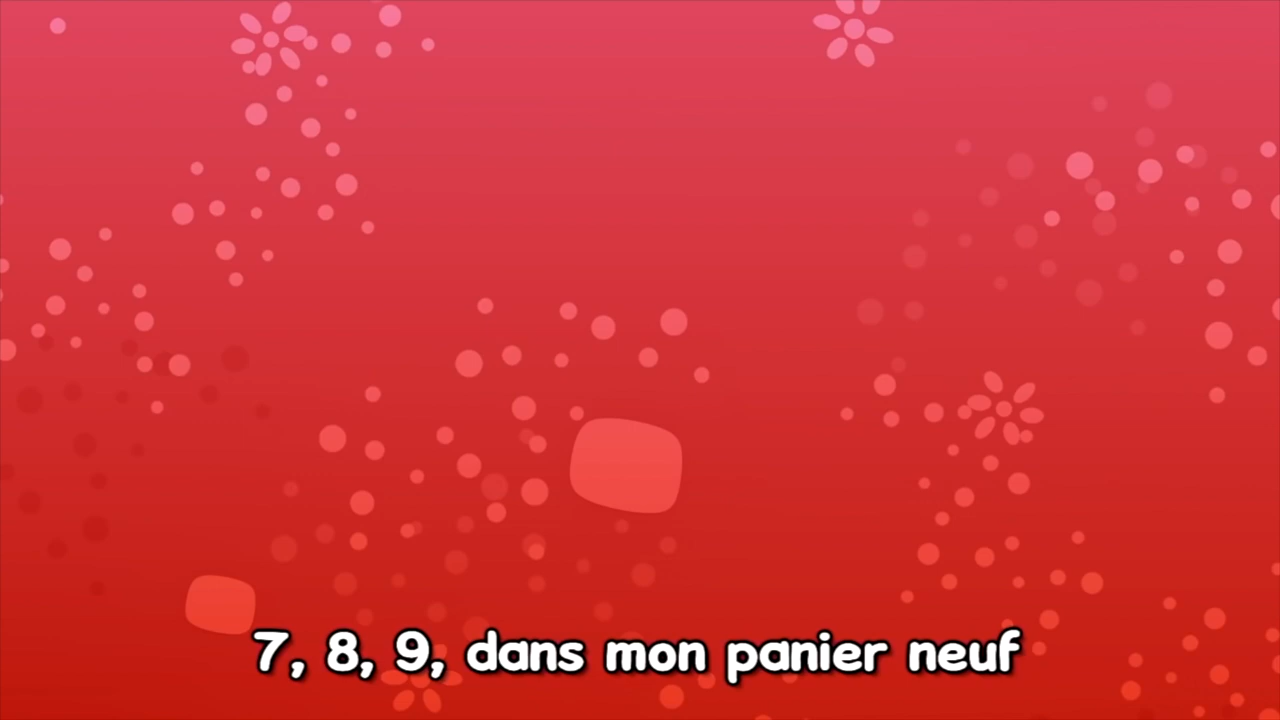 7, 8, 9, dans mon panier neuf